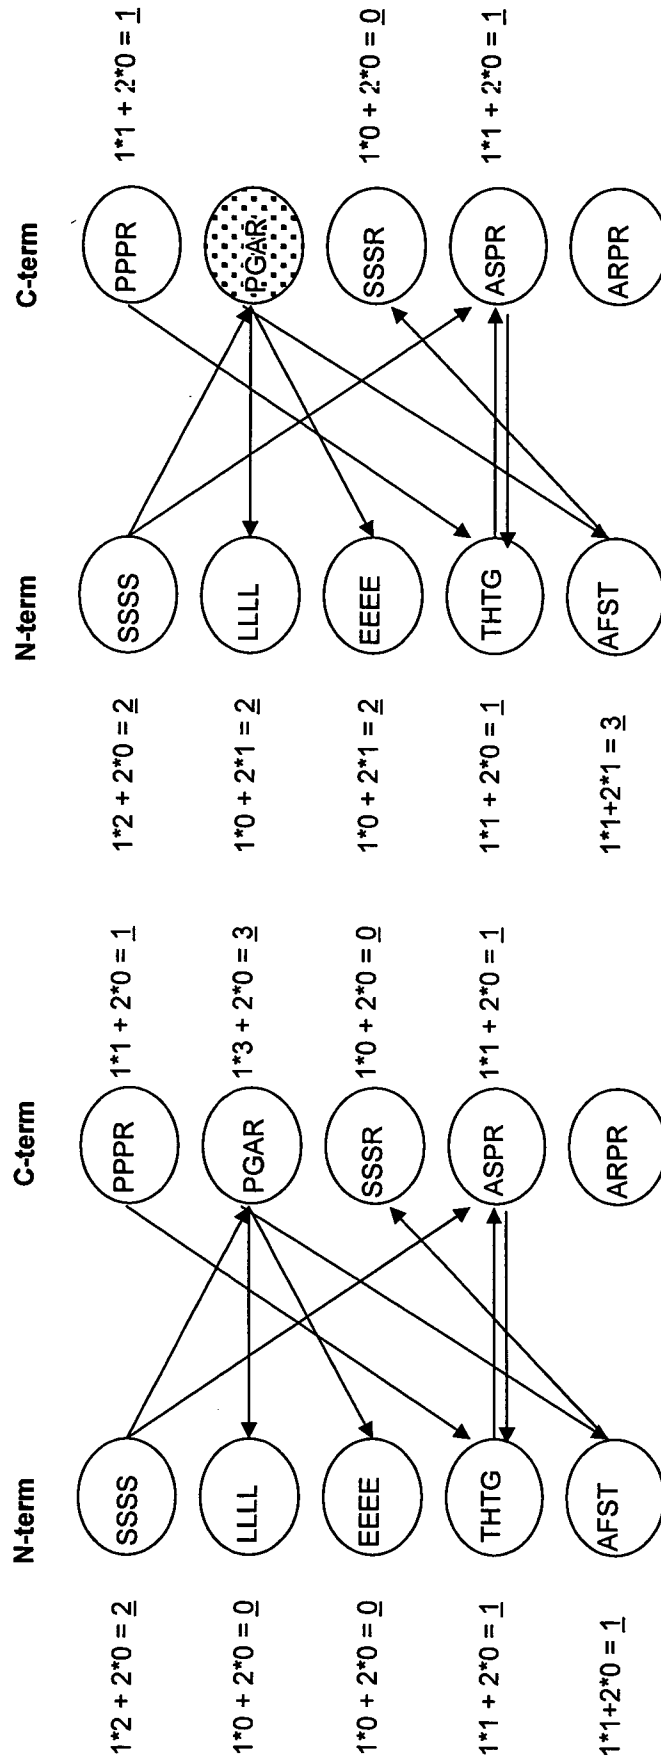 N-term
C-term
1*2 + 2*0 = 2
SSSS
PPPR
1*1 + 2*0 = 1
1*0 + 2*0 = 0
LLLL
PGAR
1*3 + 2*0 = 3
1*0 + 2*0 = 0
EEEE
SSSR
1*0 + 2*0 = 0
1*1 + 2*0 = 1
THTG
ASPR
1*1 + 2*0 = 1
1*1+2*0 = 1
AFST
ARPR
N-term
C-term
1*2 + 2*0 = 2
SSSS
PPPR
1*1 + 2*0 = 1
1*0 + 2*1 = 2
LLLL
PGAR
1*0 + 2*1 = 2
EEEE
SSSR
1*0 + 2*0 = 0
1*1 + 2*0 = 1
THTG
ASPR
1*1 + 2*0 = 1
1*1+2*1 = 3
AFST
ARPR